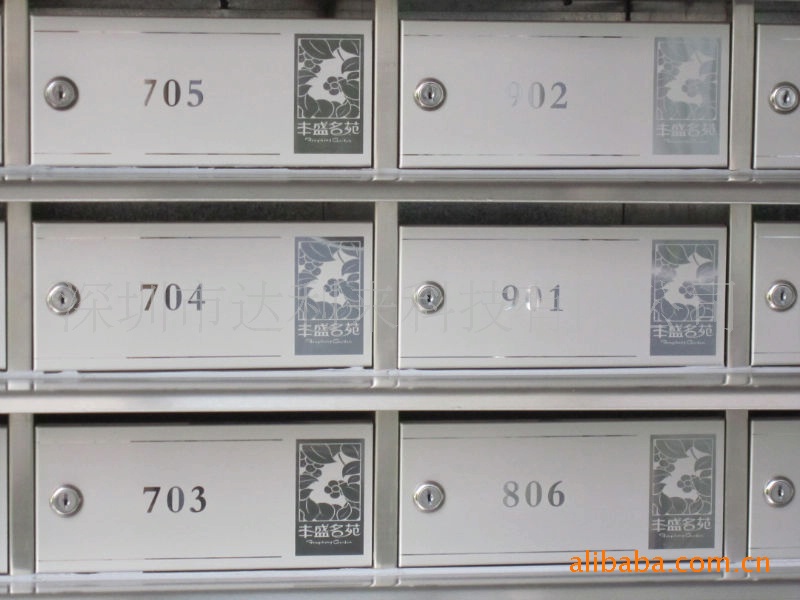 705
丰盛名苑
902
丰盛名苑
704
丰盛名苑
901
丰盛名苑
深圳市达
科技
司
703
丰盛名苑
806
丰盛名苑
alibaba.com.cn